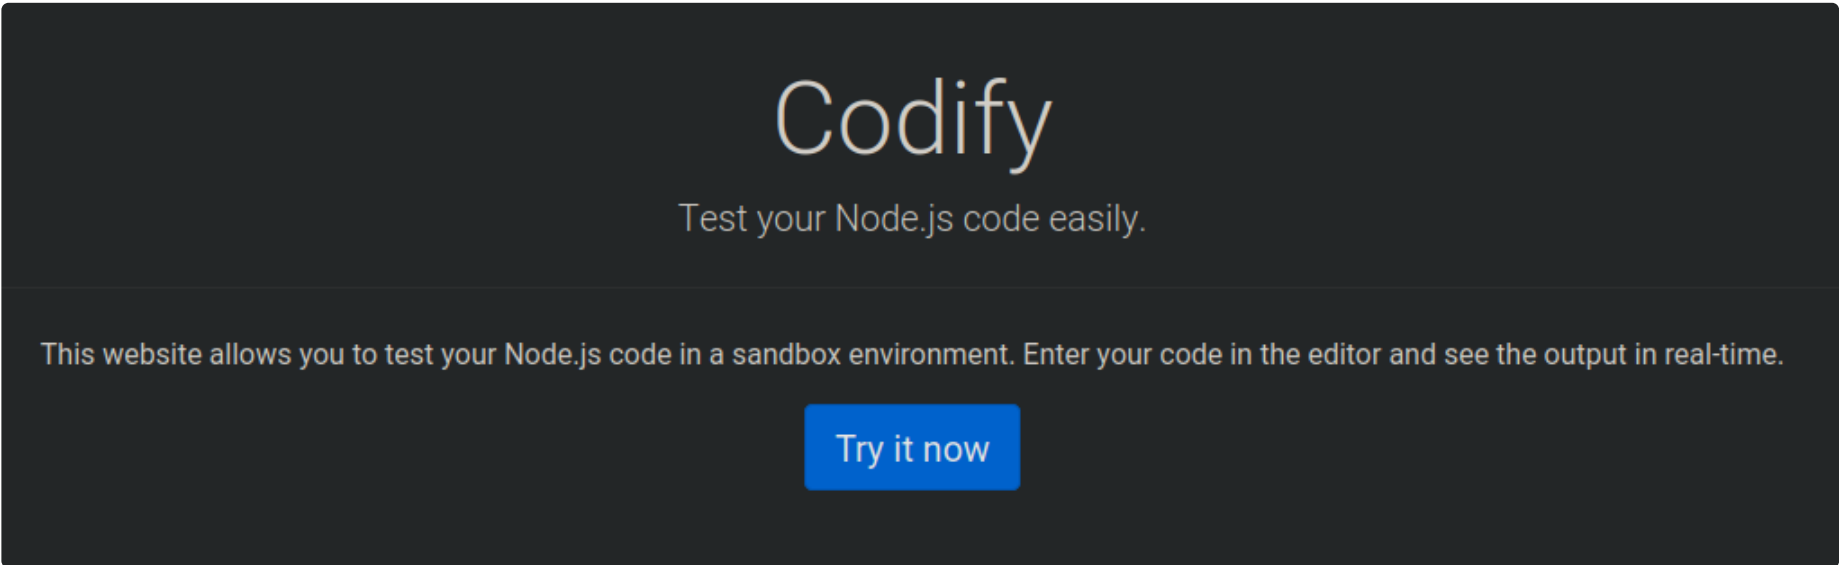 Codify
Test your Node.js code easily.
This website allows you to test your Node.js code in a sandbox environment. Enter your code in the editor and see the output in real-time.
Try it now